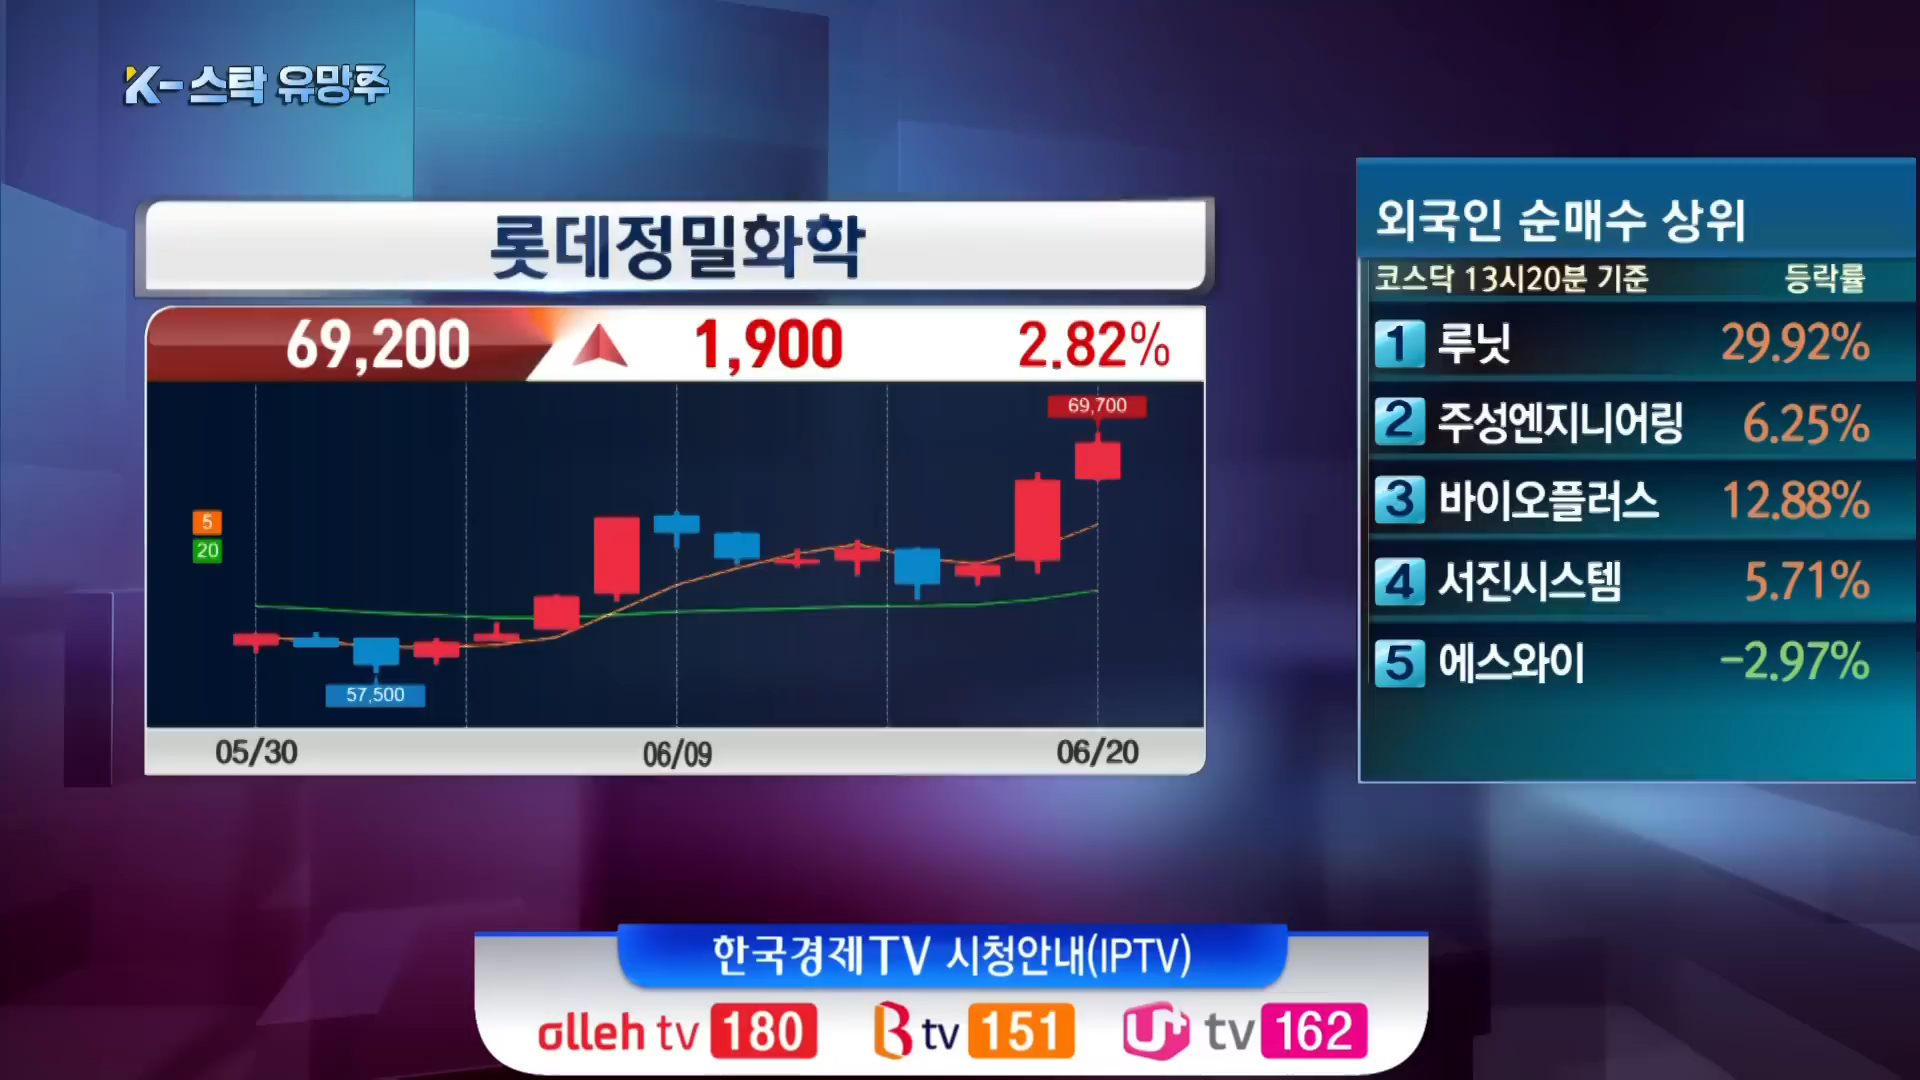 K-스탁 유망주
롯데정밀화학
69,200 1,900 2.82%
69,700
5
20
57,500
05/30 06/09 06/20
외국인 순매수 상위
코스닥 13시20분 기준 등락률
1 루닛 29.92%
2 주성엔지니어링 6.25%
3 바이오플러스 12.88%
4 서진시스템 5.71%
5 에스와이 -2.97%
한국경제TV 시청안내(IPTV)
olleh tv 180 B tv 151 U+ tv 162